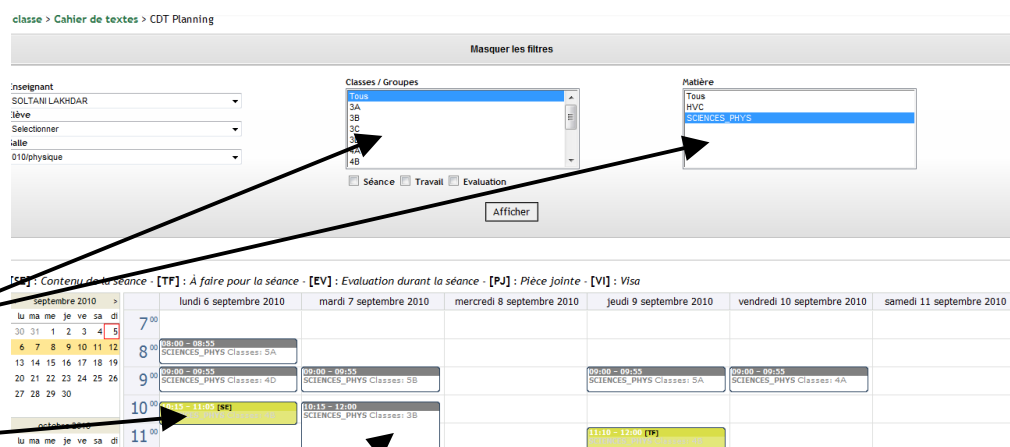 classe > Cahier de textes > CDT Planning
Masquer les filtres
Enseignant
SOLTANI LAKHDAR
Elève
Selectionner
Salle
010/physique
Classes / Groupes
Tous
3A
3B
3C
4A
4B
Matière
Tous
HVC
SCIENCES_PHYS
Séance Travail Evaluation
Afficher
[SE] : Contenu de la séance - [TF] : À faire pour la séance - [EV] : Evaluation durant la séance - [PJ] : Pièce jointe - [VI] : Visa
septembre 2010 >
lu ma me je ve sa di
30 31 1 2 3 4 5
6 7 8 9 10 11 12
13 14 15 16 17 18 19
20 21 22 23 24 25 26
27 28 29 30
octobre 2010
lu ma me je ve sa di
lundi 6 septembre 2010 mardi 7 septembre 2010 mercredi 8 septembre 2010 jeudi 9 septembre 2010 vendredi 10 septembre 2010 samedi 11 septembre 2010
7 00
8 00
08:00 – 08:55
SCIENCES_PHYS Classes: 5A
9 00
09:00 – 09:55
SCIENCES_PHYS Classes: 4D
09:00 – 09:55
SCIENCES_PHYS Classes: 5B
09:00 – 09:55
SCIENCES_PHYS Classes: 5A
09:00 – 09:55
SCIENCES_PHYS Classes: 4A
10 00
10:15 – 11:05 [SE]
10:15 – 12:00
SCIENCES_PHYS Classes: 3B
11 00
11:10 – 12:00 [TF]